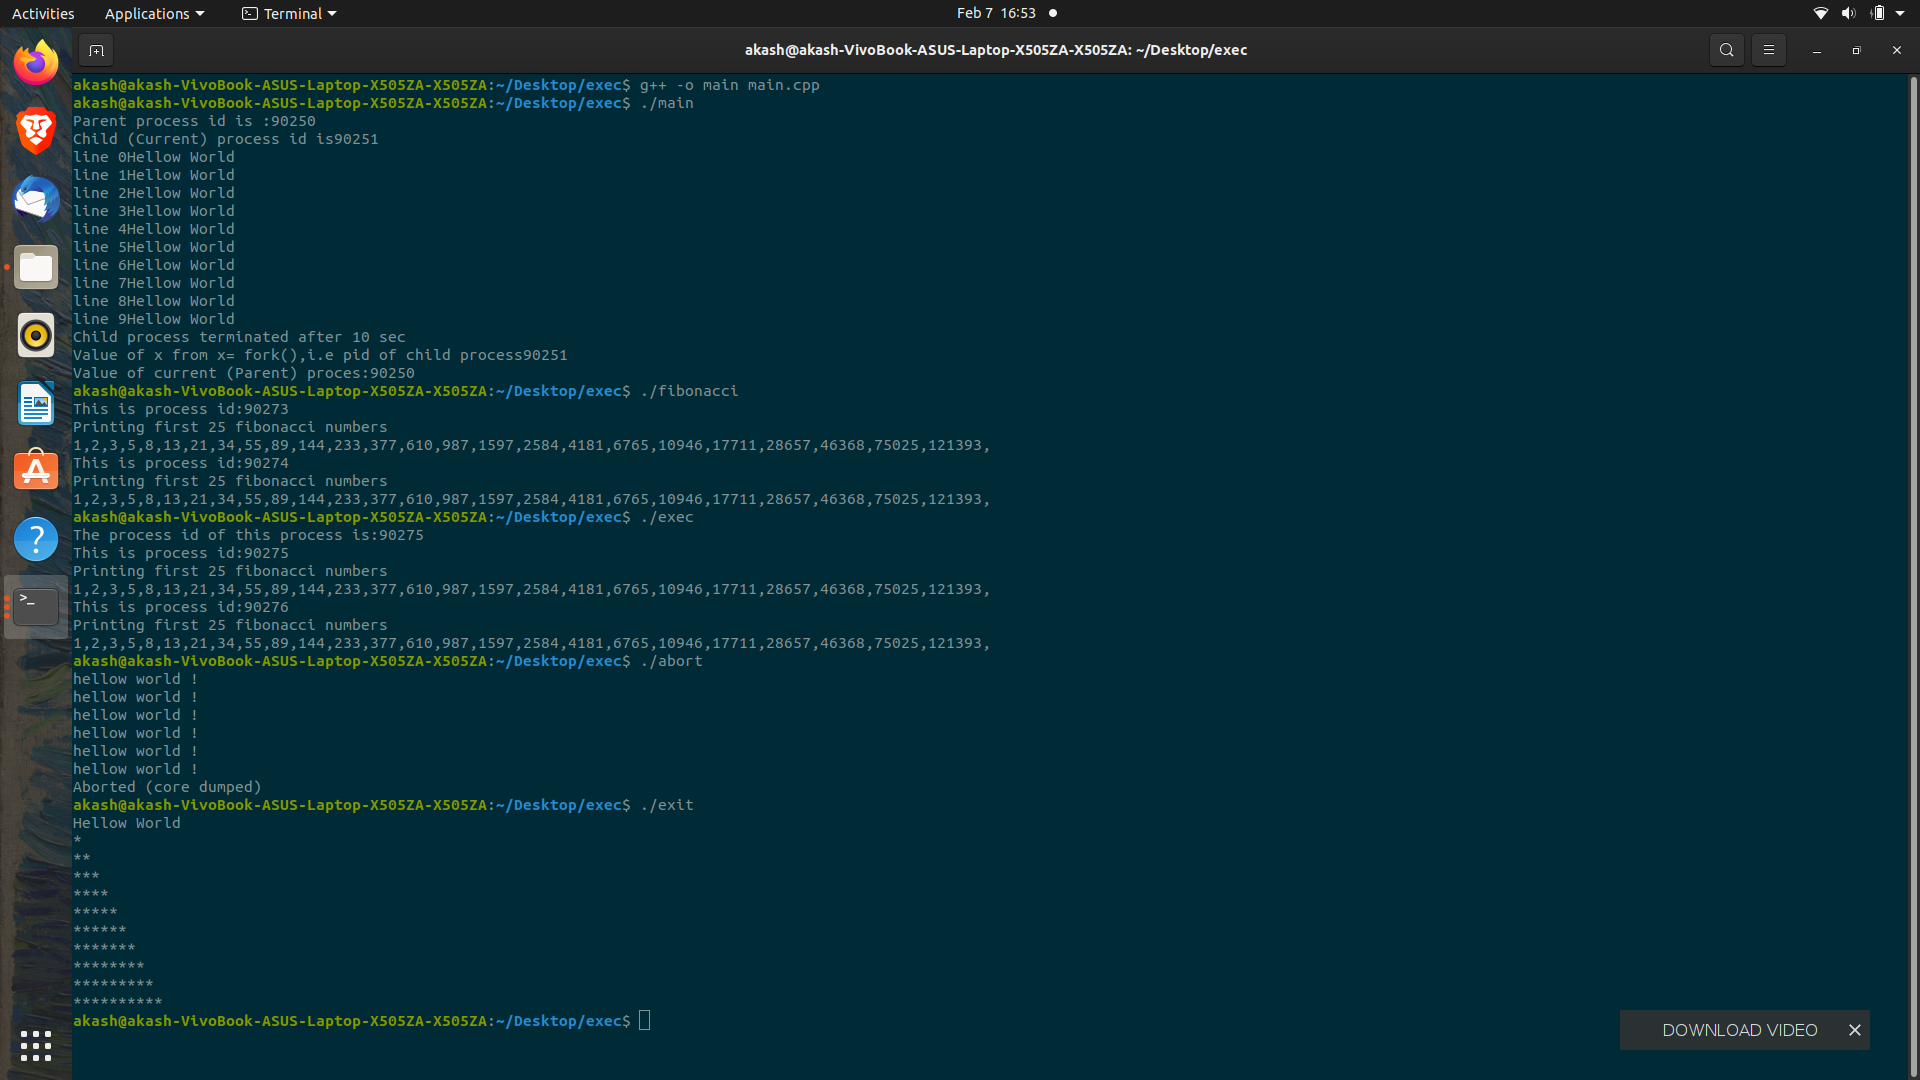 Activities Applications Terminal Feb 7 16:53
akash@akash-VivoBook-ASUS-Laptop-X505ZA-X505ZA: ~/Desktop/exec
akash@akash-VivoBook-ASUS-Laptop-X505ZA-X505ZA:~/Desktop/exec$ g++ -o main main.cpp
akash@akash-VivoBook-ASUS-Laptop-X505ZA-X505ZA:~/Desktop/exec$ ./main
Parent process id is :90250
Child (Current) process id is90251
line 0Hellow World
line 1Hellow World
line 2Hellow World
line 3Hellow World
line 4Hellow World
line 5Hellow World
line 6Hellow World
line 7Hellow World
line 8Hellow World
line 9Hellow World
Child process terminated after 10 sec
Value of x from x= fork(),i.e pid of child process90251
Value of current (Parent) proces:90250
akash@akash-VivoBook-ASUS-Laptop-X505ZA-X505ZA:~/Desktop/exec$ ./fibonacci
This is process id:90273
Printing first 25 fibonacci numbers
1,2,3,5,8,13,21,34,55,89,144,233,377,610,987,1597,2584,4181,6765,10946,17711,28657,46368,75025,121393,
This is process id:90274
Printing first 25 fibonacci numbers
1,2,3,5,8,13,21,34,55,89,144,233,377,610,987,1597,2584,4181,6765,10946,17711,28657,46368,75025,121393,
akash@akash-VivoBook-ASUS-Laptop-X505ZA-X505ZA:~/Desktop/exec$ ./exec
The process id of this process is:90275
This is process id:90275
Printing first 25 fibonacci numbers
1,2,3,5,8,13,21,34,55,89,144,233,377,610,987,1597,2584,4181,6765,10946,17711,28657,46368,75025,121393,
This is process id:90276
Printing first 25 fibonacci numbers
1,2,3,5,8,13,21,34,55,89,144,233,377,610,987,1597,2584,4181,6765,10946,17711,28657,46368,75025,121393,
akash@akash-VivoBook-ASUS-Laptop-X505ZA-X505ZA:~/Desktop/exec$ ./abort
hellow world !
hellow world !
hellow world !
hellow world !
hellow world !
hellow world !
Aborted (core dumped)
akash@akash-VivoBook-ASUS-Laptop-X505ZA-X505ZA:~/Desktop/exec$ ./exit
Hellow World
*
**
***
****
*****
******
*******
********
*********
**********
akash@akash-VivoBook-ASUS-Laptop-X505ZA-X505ZA:~/Desktop/exec$
DOWNLOAD VIDEO